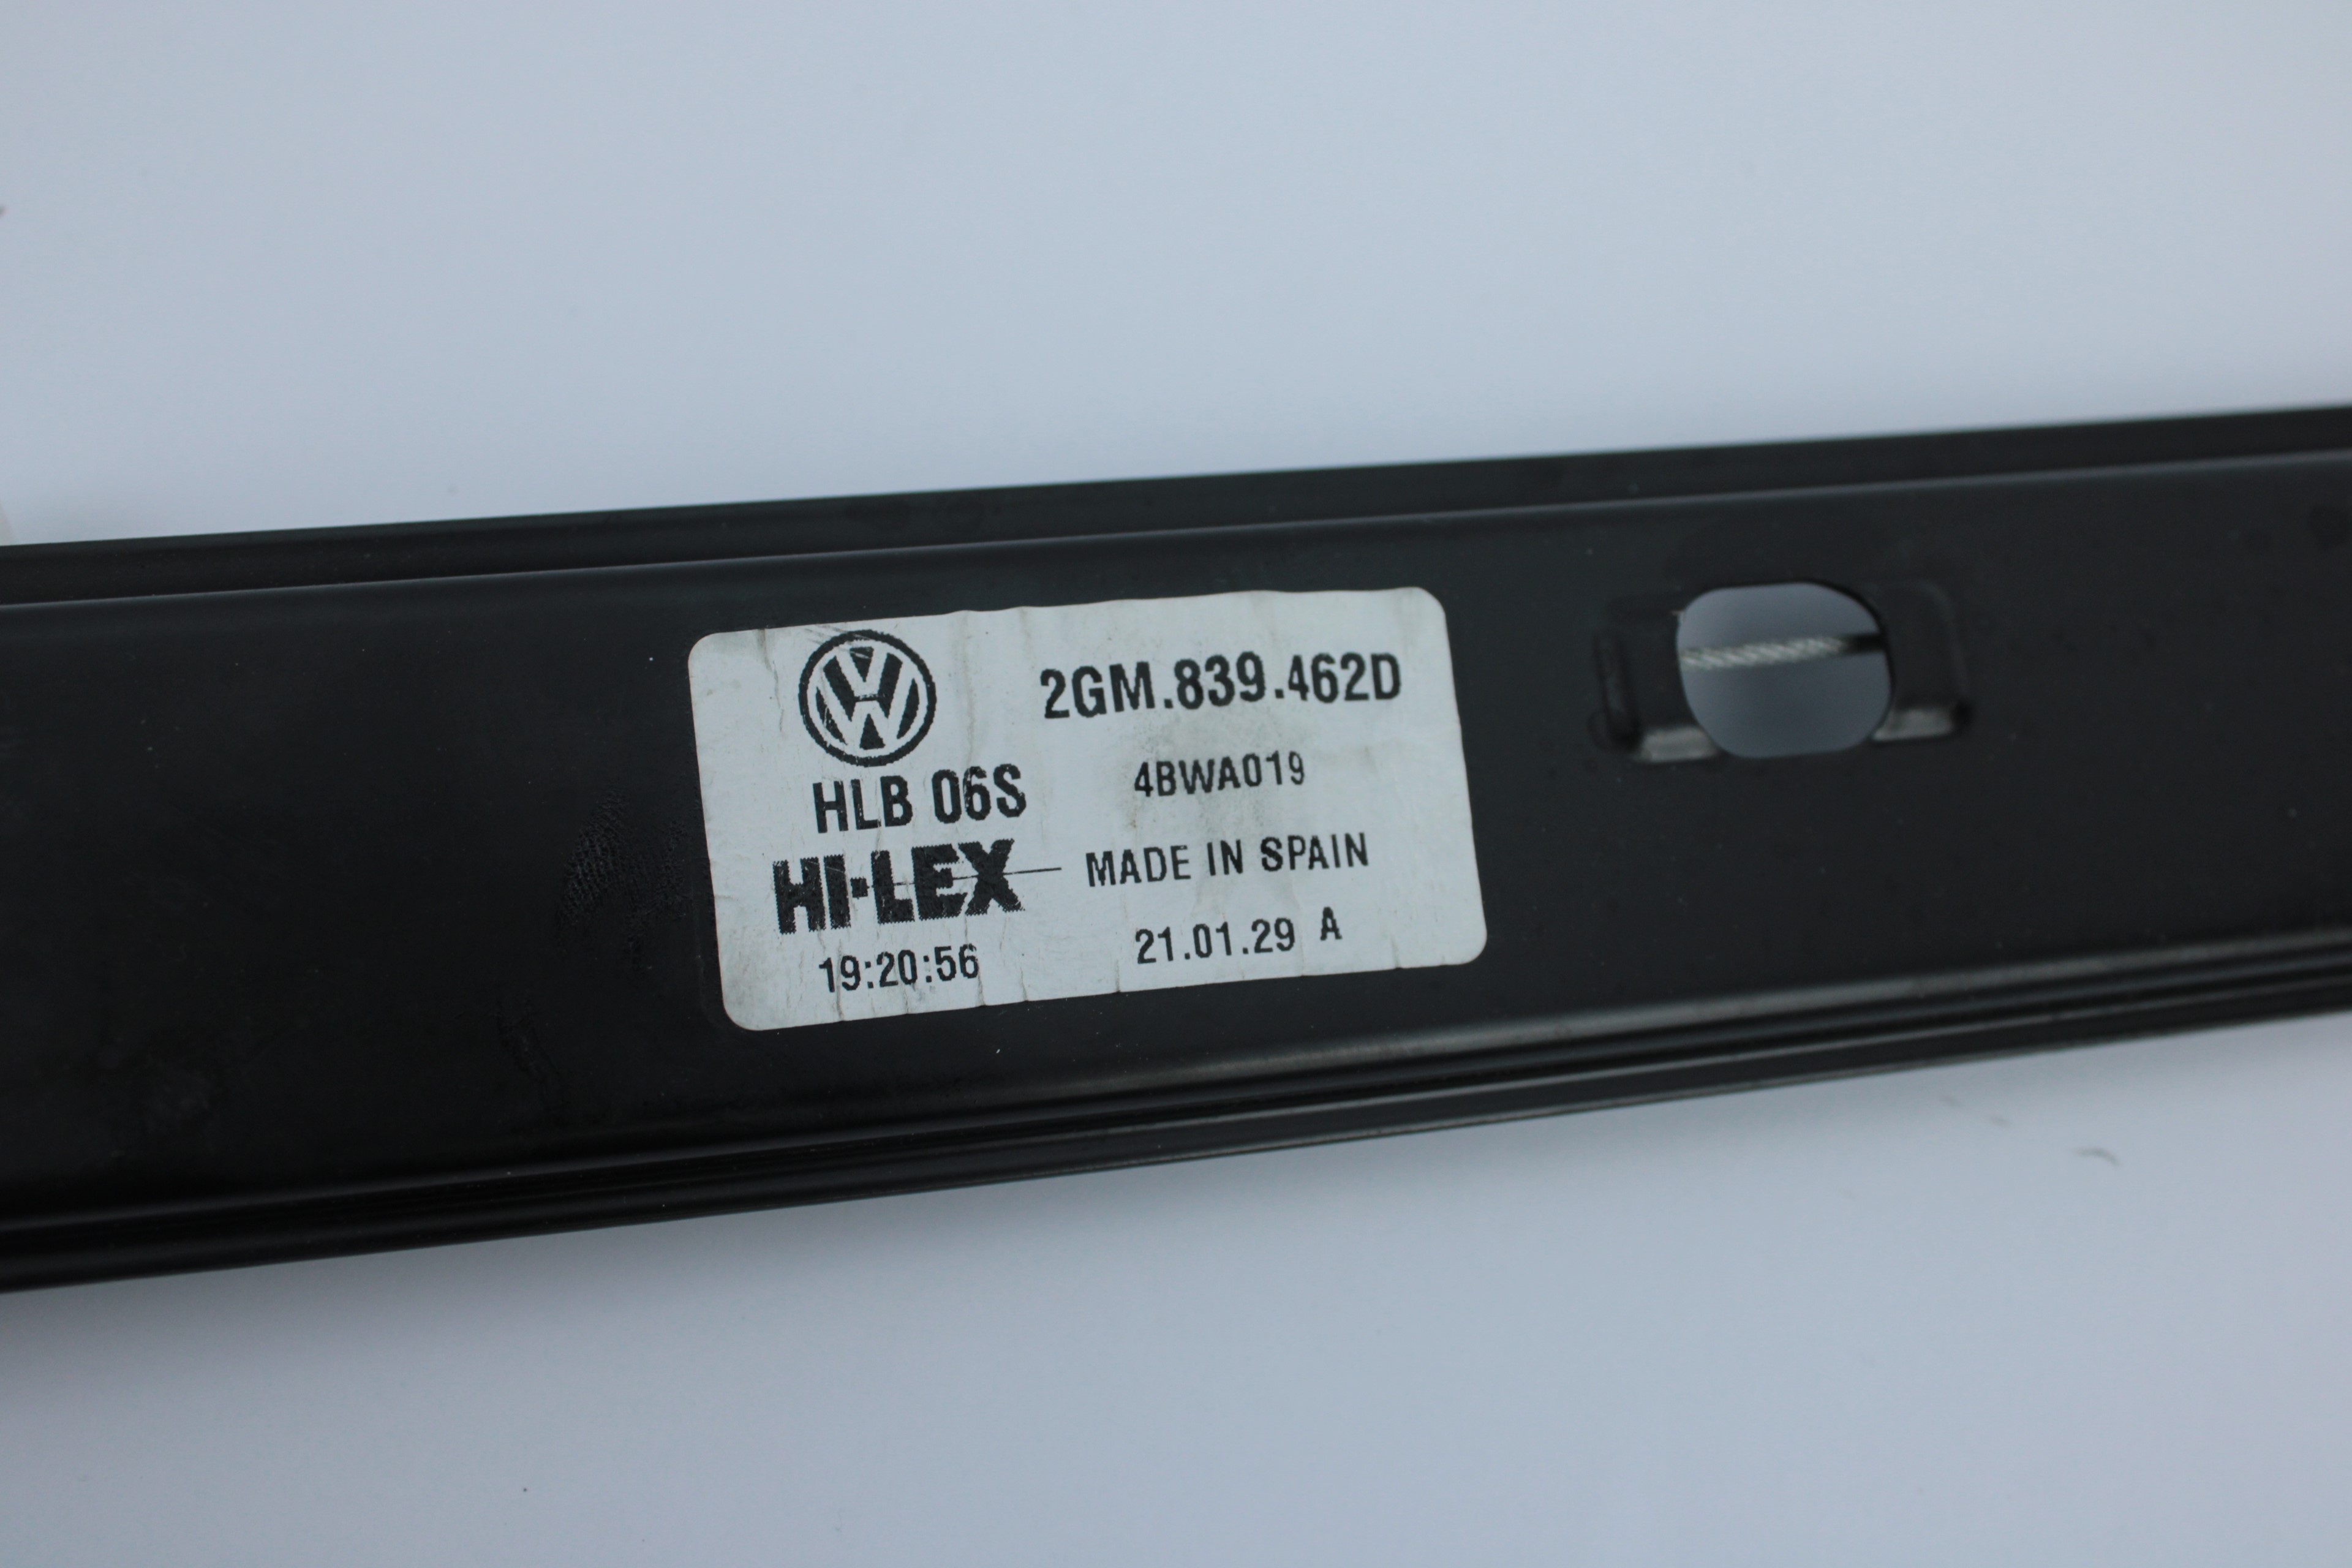 2GM.839.462D
HLB 06S 4BWA019
HI-LEX MADE IN SPAIN
19:20:56 21.01.29 A